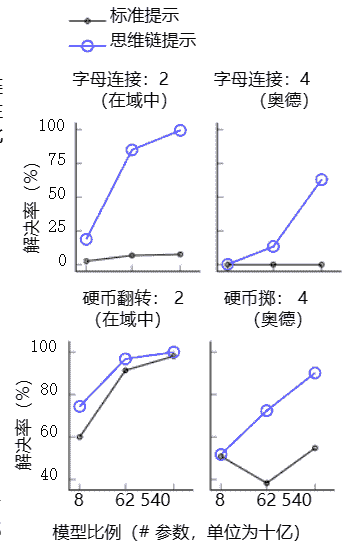 标准提示
思维链提示
字母连接：2
（在域中）
字母连接：4
（奥德）
100
75
50
25
0
解决率（%）
硬币翻转： 2
（在域中）
硬币掷： 4
（奥德）
100
80
60
40
解决率（%）
8 62 540
8 62 540
模型比例（# 参数，单位为十亿）